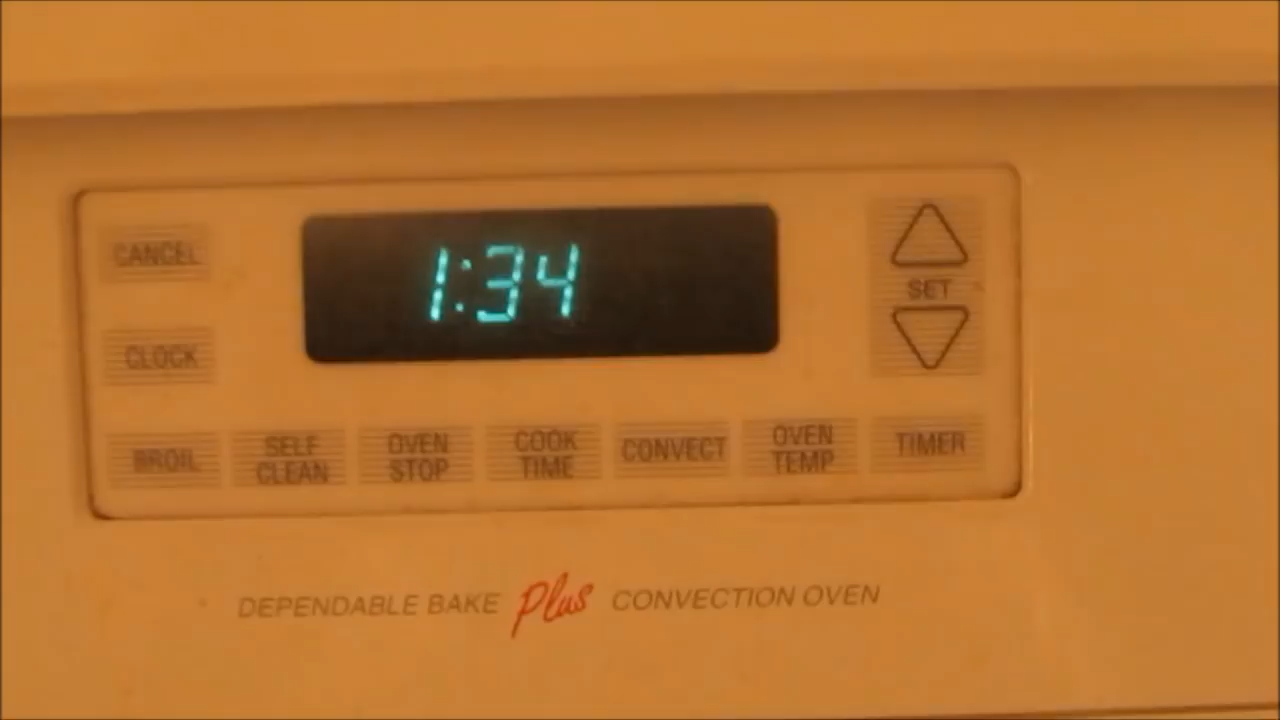 CANCEL
1:34
SET
CLOCK
BROIL
SELF
CLEAN
OVEN
STOP
COOK
TIME
CONVECT
OVEN
TEMP
TIMER
DEPENDABLE BAKE Plus CONVECTION OVEN